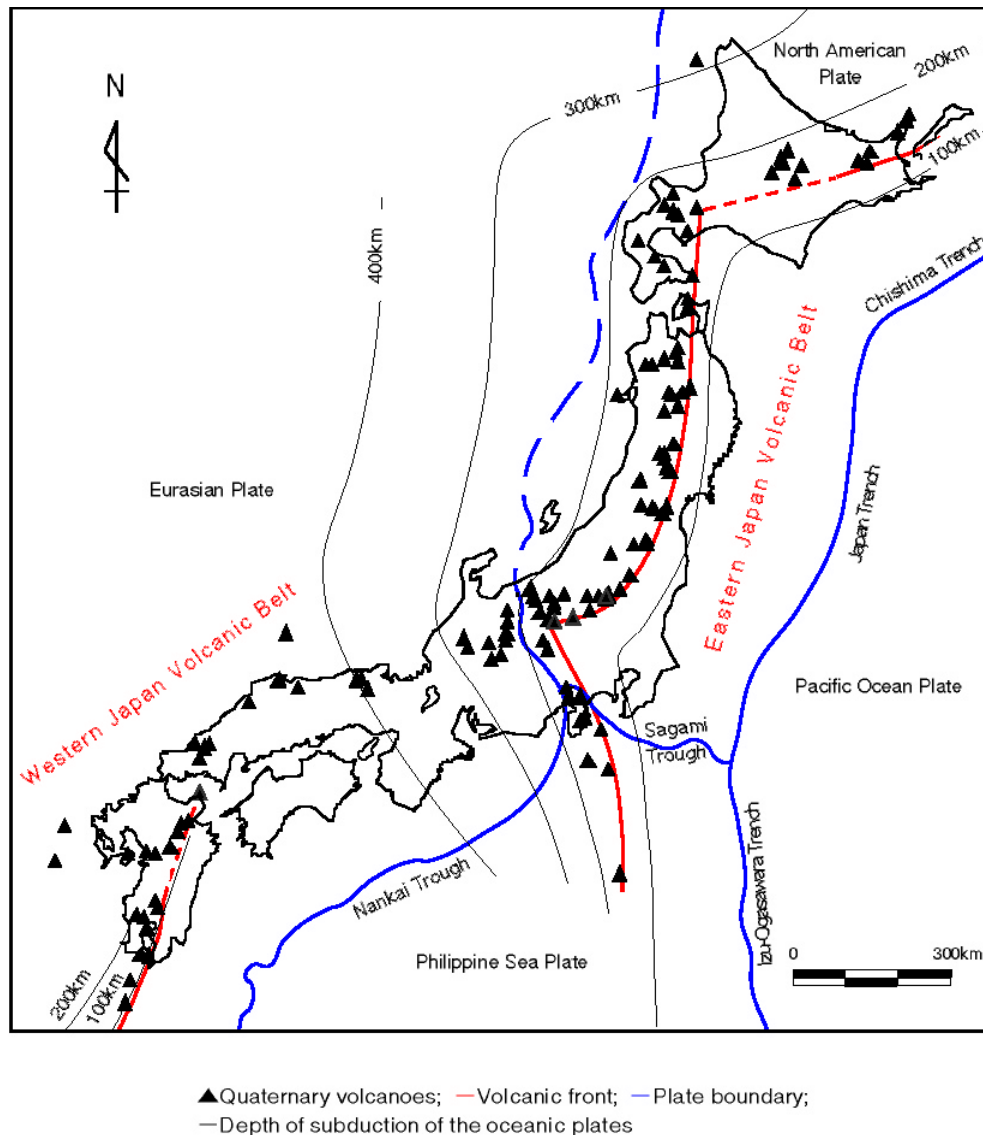 North American
Plate
N
200km
300km
100km
400km
Chishima Trench
Eastern Japan Volcanic Belt
Japan Trench
Eurasian Plate
Western Japan Volcanic Belt
Pacific Ocean Plate
Sagami
Trough
Nankai Trough
Izu-Ogasawara Trench
Philippine Sea Plate
0 300km
200km
100km
▲Quaternary volcanoes; —Volcanic front; —Plate boundary;
—Depth of subduction of the oceanic plates